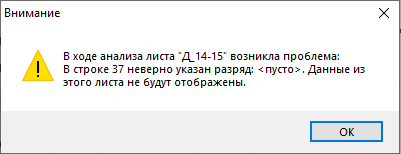 Внимание
В ходе анализа листа "Д_14-15" возникла проблема:
В строке 37 неверно указан разряд: <пусто>. Данные из
этого листа не будут отображены.
ОК